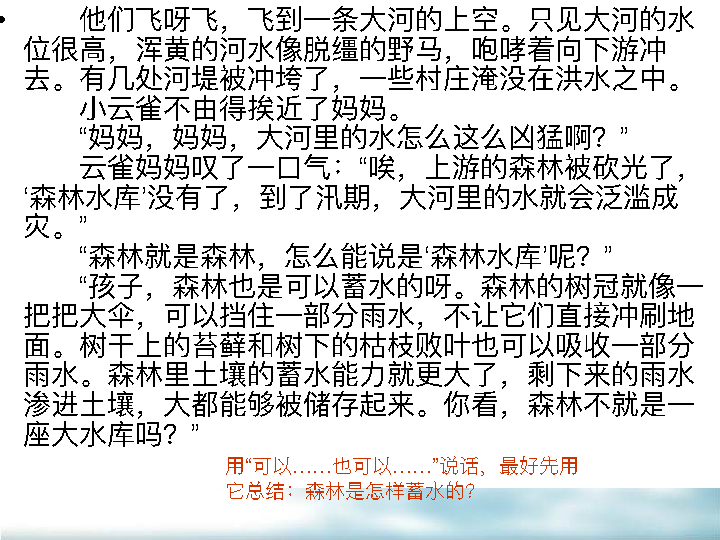 • 他们飞呀飞，飞到一条大河的上空。只见大河的水
位很高，浑黄的河水像脱缰的野马，咆哮着向下游冲
去。有几处河堤被冲垮了，一些村庄淹没在洪水之中。
小云雀不由得挨近了妈妈。
“妈妈，妈妈，大河里的水怎么这么凶猛啊？”
云雀妈妈叹了一口气：“唉，上游的森林被砍光了，
‘森林水库’没有了，到了汛期，大河里的水就会泛滥成
灾。”
“森林就是森林，怎么能说是‘森林水库’呢？”
“孩子，森林也是可以蓄水的呀。森林的树冠就像一
把把大伞，可以挡住一部分雨水，不让它们直接冲刷地
面。树干上的苔藓和树下的枯枝败叶也可以吸收一部分
雨水。森林里土壤的蓄水能力就更大了，剩下来的雨水
渗进土壤，大都能够被储存起来。你看，森林不就是一
座大水库吗？”
用“可以……也可以……”说话，最好先用
它总结：森林是怎样蓄水的？